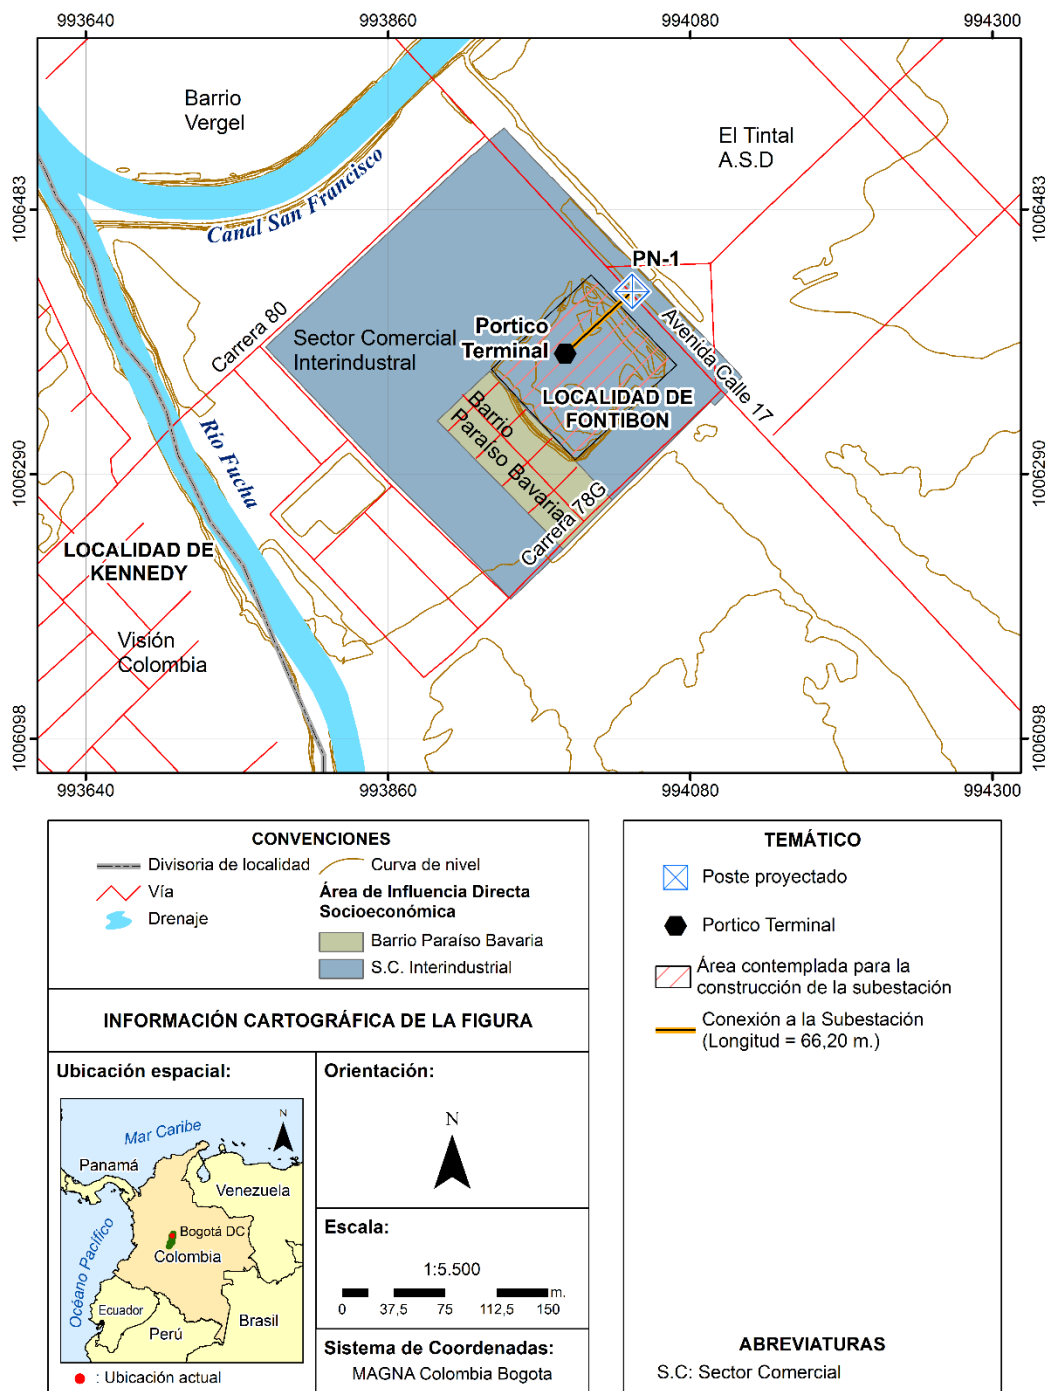 993640
993860
994080
994300
Barrio
Vergel
El Tintal
A.S.D
Canal San Francisco
1006483
1006483
PN-1
Carrera 80
Sector Comercial
Interindustral
Portico
Terminal
Avenida Calle 17
LOCALIDAD DE
FONTIBON
Barrio
Paraíso Bavaria
Río Fucha
1006290
1006290
Carrera 78G
LOCALIDAD DE
KENNEDY
Visión
Colombia
1006098
1006098
993640
993860
994080
994300
CONVENCIONES
Divisoria de localidad
Curva de nivel
Vía
Drenaje
Área de Influencia Directa
Socioeconómica
Barrio Paraíso Bavaria
S.C. Interindustrial
INFORMACIÓN CARTOGRÁFICA DE LA FIGURA
Ubicación espacial:
N
Mar Caribe
Panamá
Venezuela
Océano Pacífico
Bogotá DC
Colombia
Ecuador
Perú
Brasil
: Ubicación actual
Orientación:
N
Escala:
1:5.500
m.
0 37,5 75 112,5 150
Sistema de Coordenadas:
MAGNA Colombia Bogota
TEMÁTICO
Poste proyectado
Portico Terminal
Área contemplada para la
construcción de la subestación
Conexión a la Subestación
(Longitud = 66,20 m.)
ABREVIATURAS
S.C: Sector Comercial